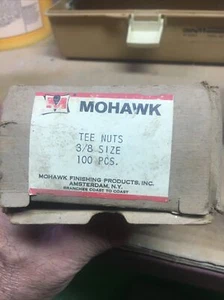 MOHAWK
TEE NUTS
3/8 SIZE
100 PCS.
MOHAWK FINISHING PRODUCTS, INC.
AMSTERDAM, N.Y.
BRANCHES COAST TO COAST